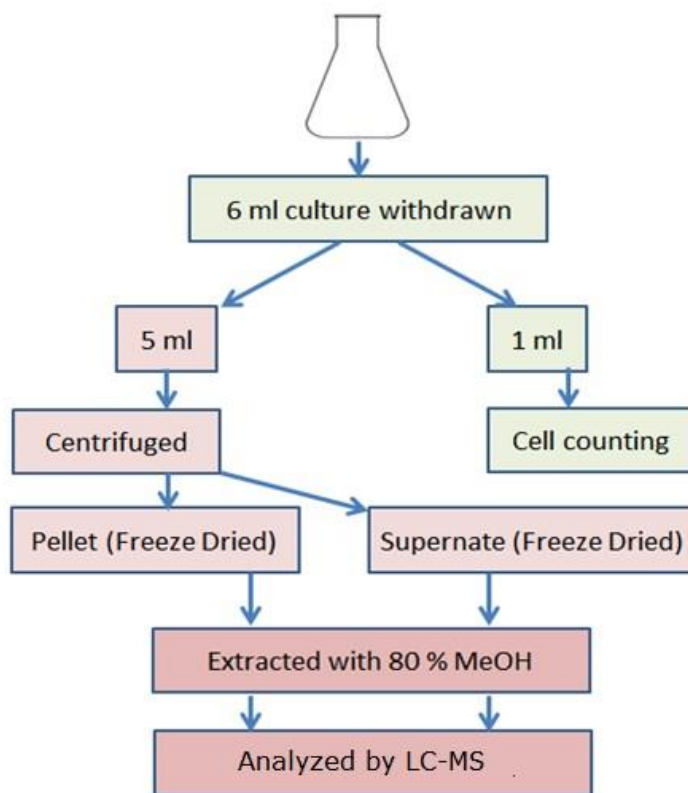 6 ml culture withdrawn
5 ml
1 ml
Centrifuged
Cell counting
Pellet (Freeze Dried)
Supernate (Freeze Dried)
Extracted with 80 % MeOH
Analyzed by LC-MS